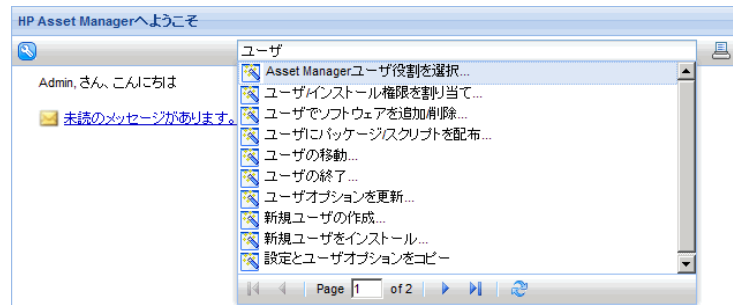 HP Asset Managerへようこそ
ユーザ
Admin, さん、こんにちは
未読のメッセージがあります。
Asset Managerユーザ役割を選択...
ユーザ/インストール権限を割り当て...
ユーザでソフトウェアを追加/削除...
ユーザにパッケージ/スクリプトを配布...
ユーザの移動...
ユーザの終了...
ユーザオプションを更新...
新規ユーザの作成...
新規ユーザをインストール...
設定とユーザオプションをコピー
Page 1 of 2